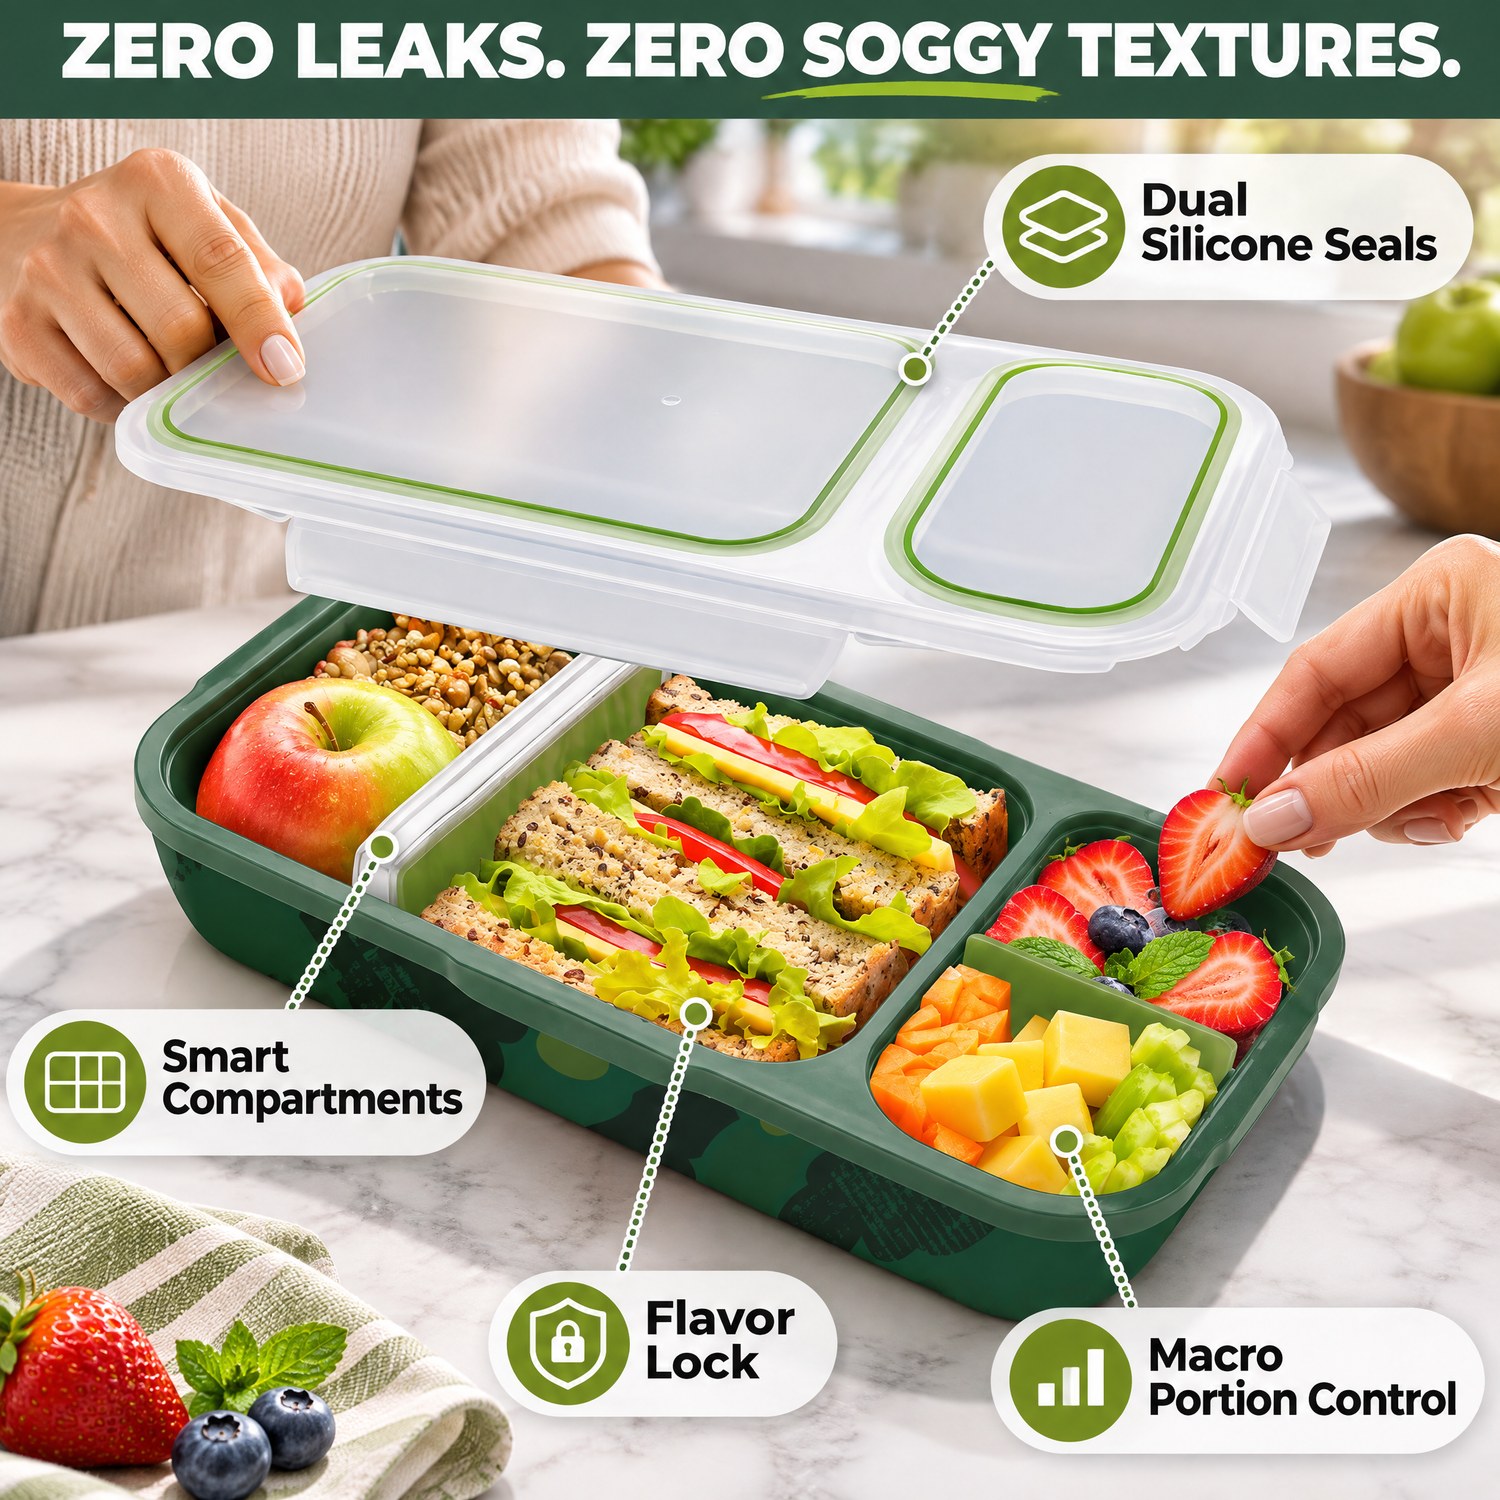 ZERO LEAKS. ZERO SOGGY TEXTURES.
Dual
Silicone Seals
Smart
Compartments
Flavor
Lock
Macro
Portion Control